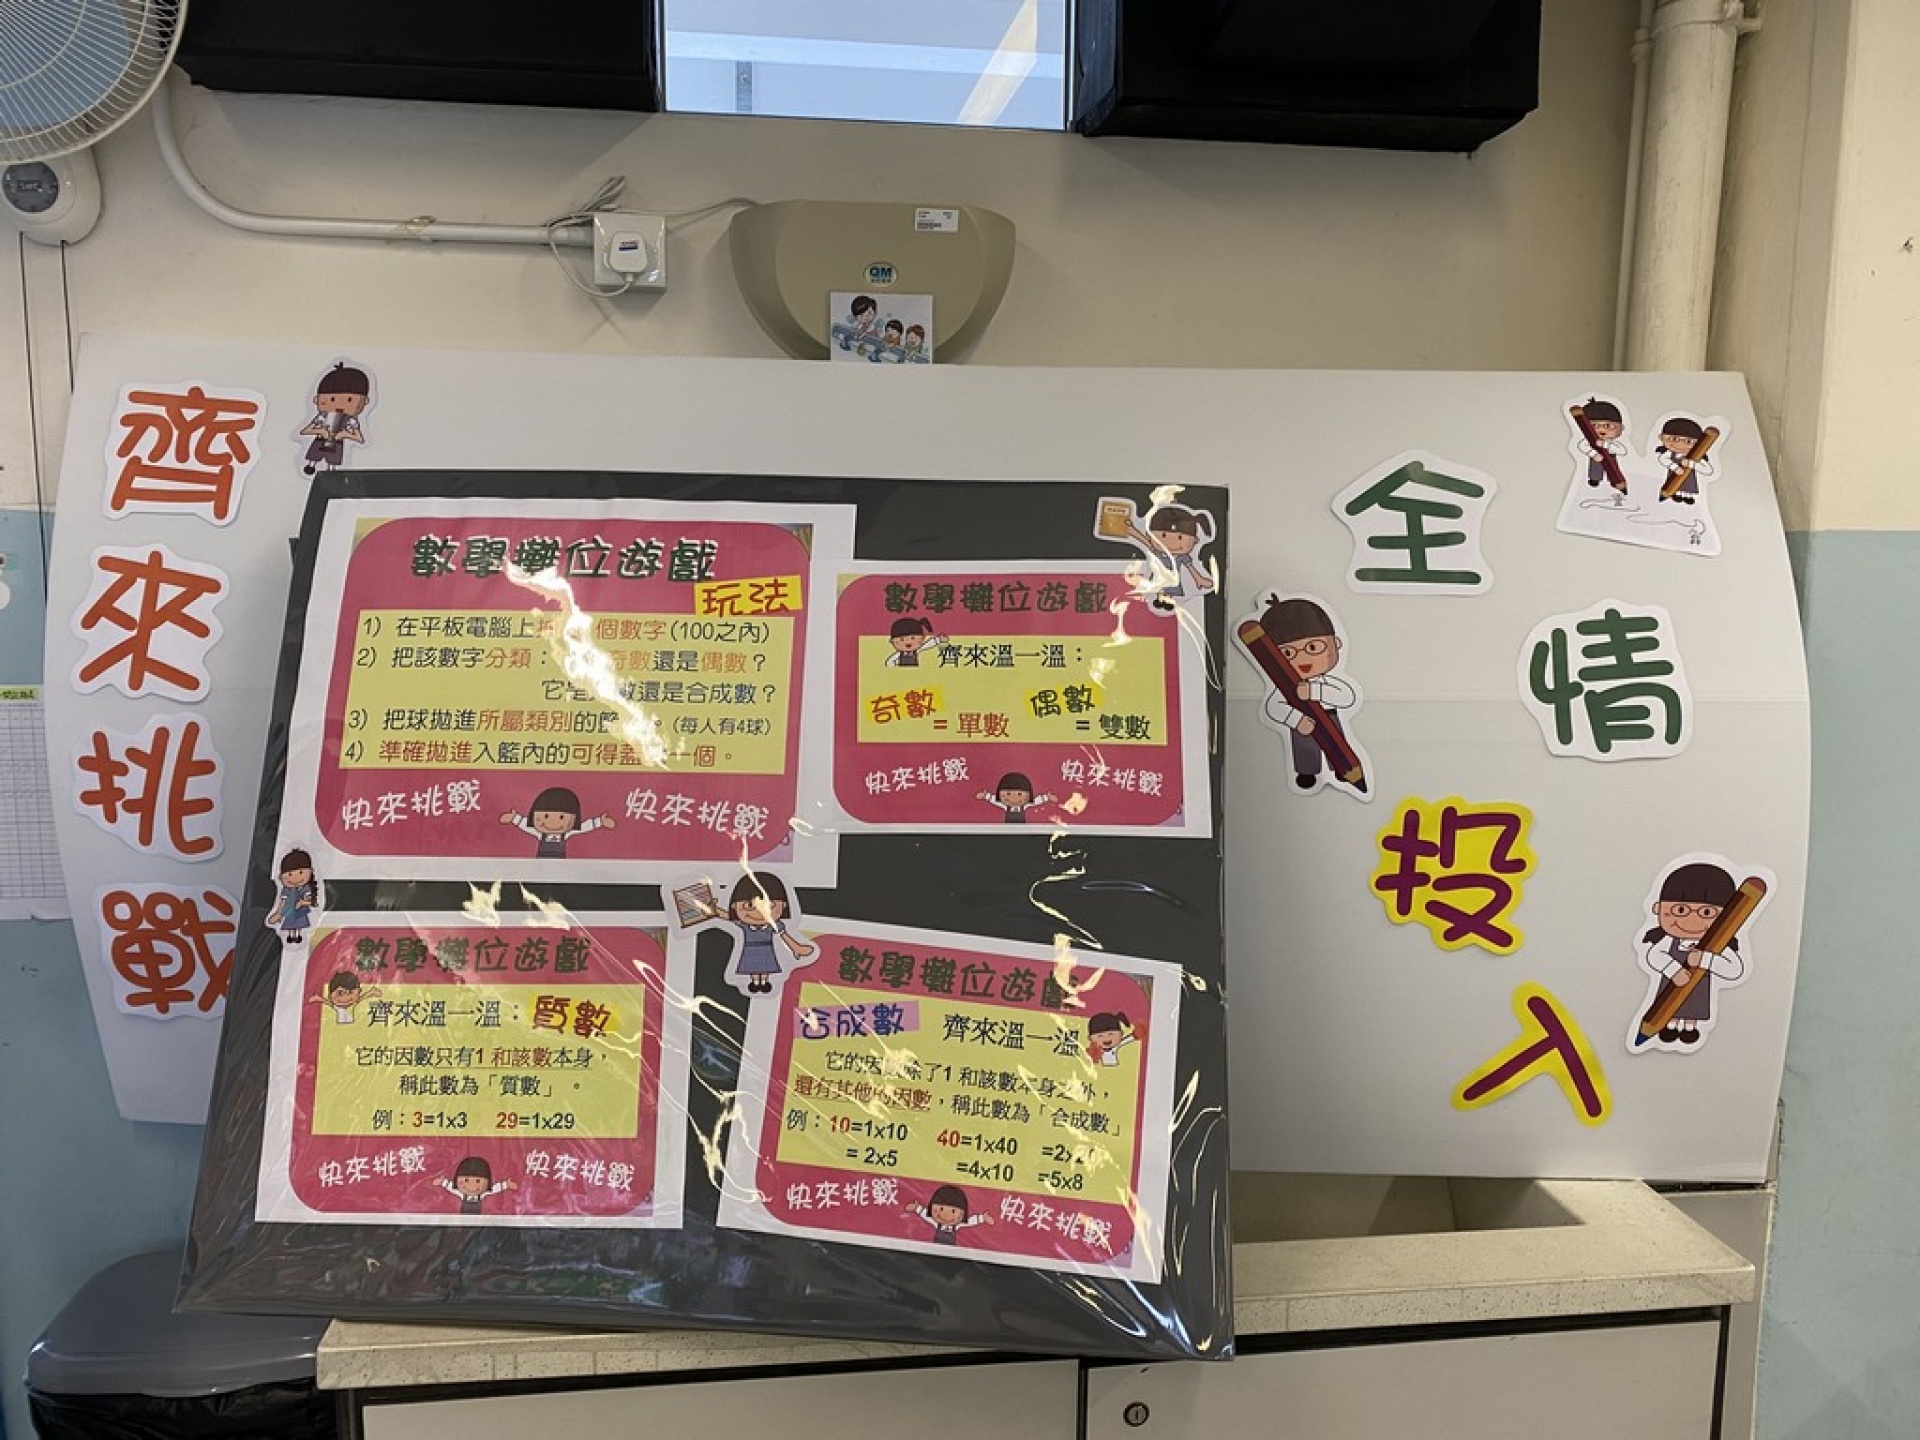 齊來挑戰
數學攤位遊戲
玩法
1) 在平板電腦上 個數字(100之內)
2) 把該數字分類： 奇數還是偶數？
它是 數還是合成數？
3) 把球拋進所屬類別的 。(每人有4球)
4) 準確拋進入籃內的可得蓋 一個。
快來挑戰 快來挑戰
數學攤位遊戲
齊來溫一溫：
奇數 = 單數 偶數 = 雙數
快來挑戰 快來挑戰
數學攤位遊戲
齊來溫一溫：質數
它的因數只有1 和該數本身，
稱此數為「質數」。
例：3=1x3 29=1x29
快來挑戰 快來挑戰
數學攤位遊戲
合成數 齊來溫一溫
它的因數除了1 和該數本身之外，
還有其他的因數，稱此數為「合成數」
例：10=1x10 40=1x40 =2x20
= 2x5 =4x10 =5x8
快來挑戰 快來挑戰
全情投入
QM